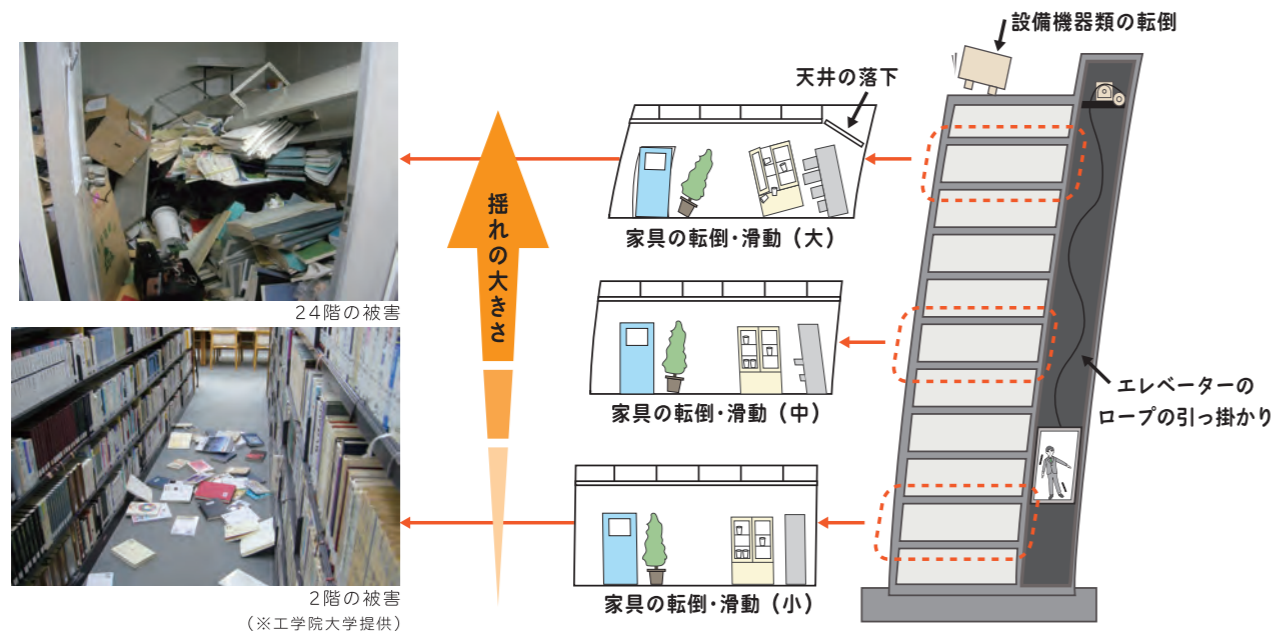 設備機器類の転倒
天井の落下
揺れの大きさ
家具の転倒・滑動（大）
24階の被害
家具の転倒・滑動（中）
エレベーターの
ロープの引っ掛かり
家具の転倒・滑動（小）
2階の被害
（※工学院大学提供）